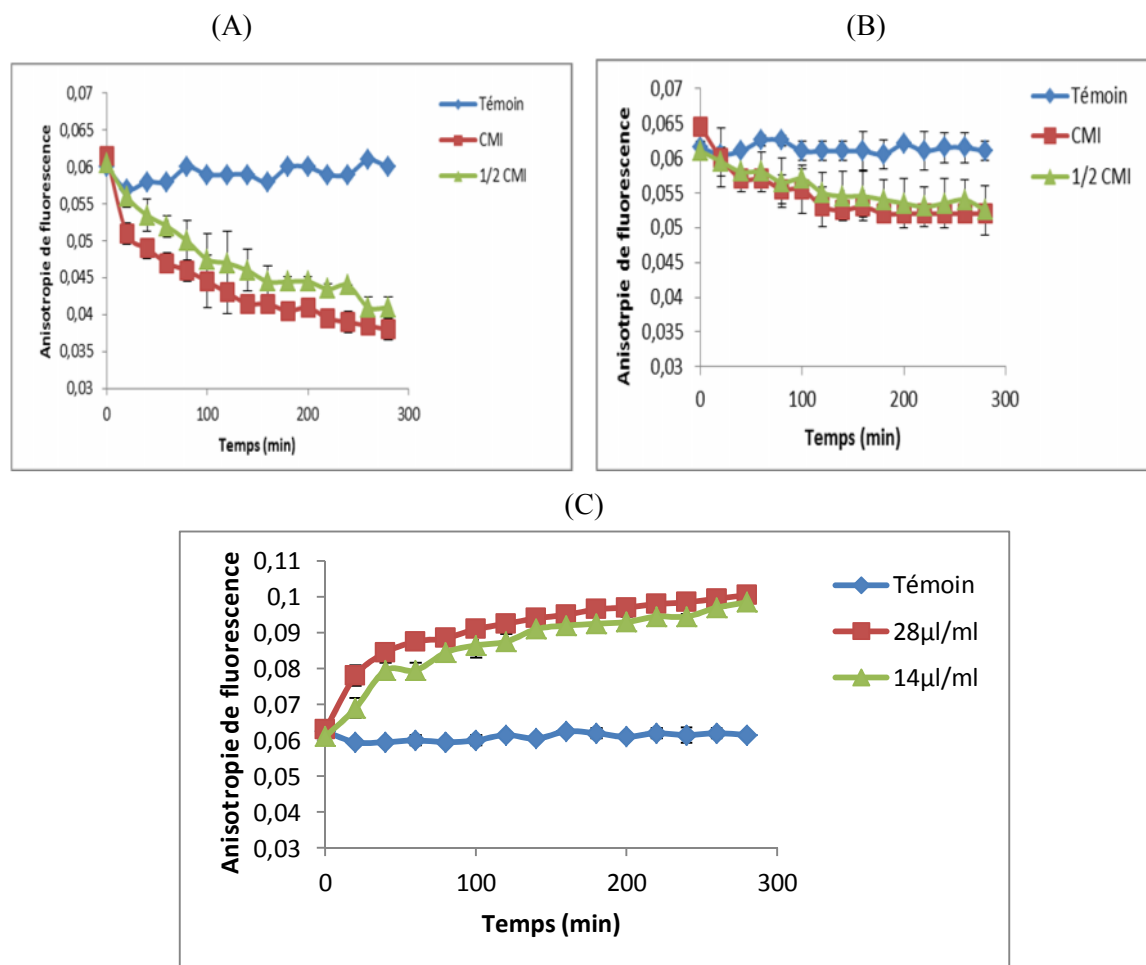 (A)
(B)
0,07
0,065
0,06
0,055
0,05
0,045
0,04
0,035
0,03
Anisotropie de fluorescence
0
100
200
300
Temps (min)
Témoin
CMI
1/2 CMI
0,07
0,065
0,06
0,055
0,05
0,045
0,04
0,035
0,03
Anisotrpie de fluorescence
0
100
200
300
Temps (min)
Témoin
CMI
1/2 CMI
(C)
0,11
0,1
0,09
0,08
0,07
0,06
0,05
0,04
0,03
Anisotropie de fluorescence
0
100
200
300
Temps (min)
Témoin
28µl/ml
14µl/ml